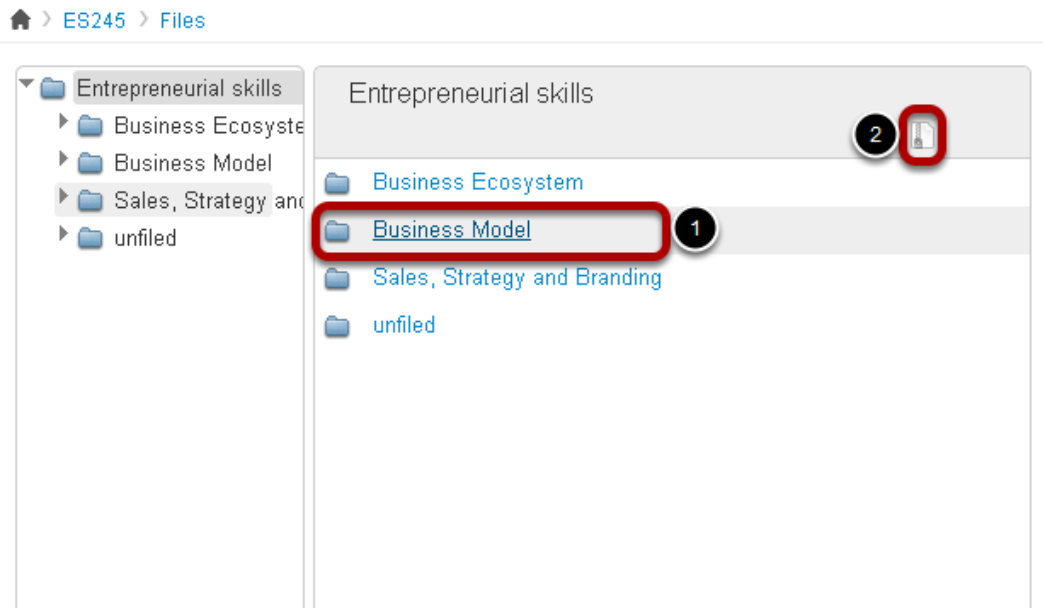 ES245 Files
Entrepreneurial skills
Business Ecosyste
Business Model
Sales, Strategy and
unfiled
Entrepreneurial skills
2
Business Ecosystem
Business Model
1
Sales, Strategy and Branding
unfiled